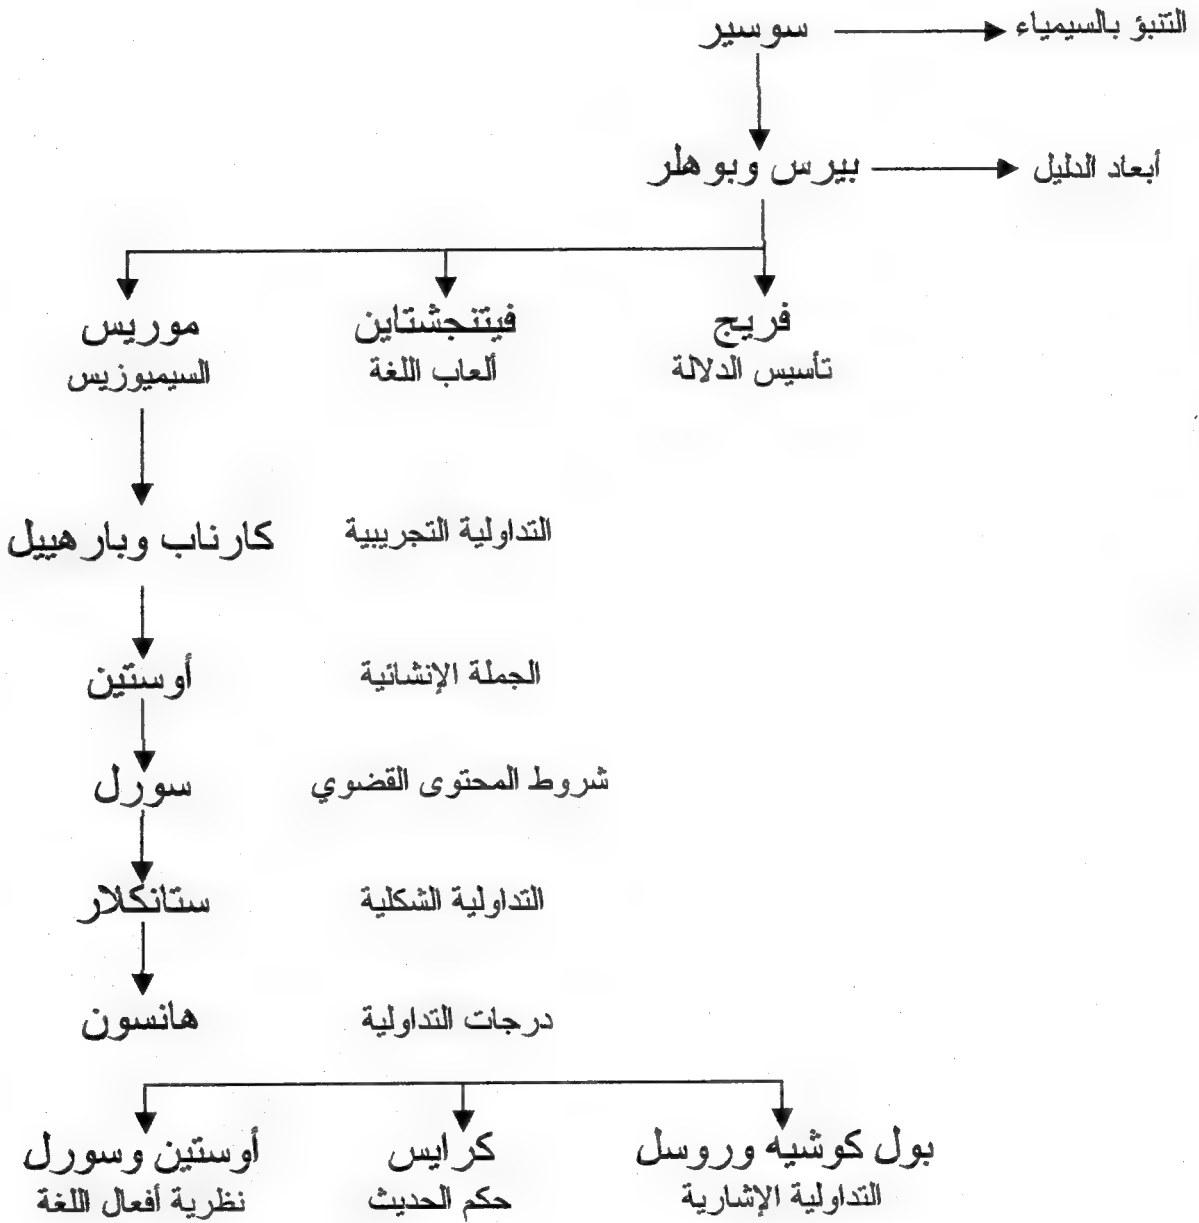 سوسير
التنبؤ بالسيمياء
بيرس وبوهلر
أبعاد الدليل
فريج
فيتنجشتاين
موريس
تأسيس الدلالة
ألعاب اللغة
السيميوزيس
كارناب وبارهييل
التداولية التجريبية
أوستين
الجملة الإنشائية
سورل
شروط المحتوى القضوي
ستانكلار
التداولية الشكلية
هانسون
درجات التداولية
بول كوشيه وروسل
كرايس
أوستين وسورل
التداولية الإشارية
حكم الحديث
نظرية أفعال اللغة